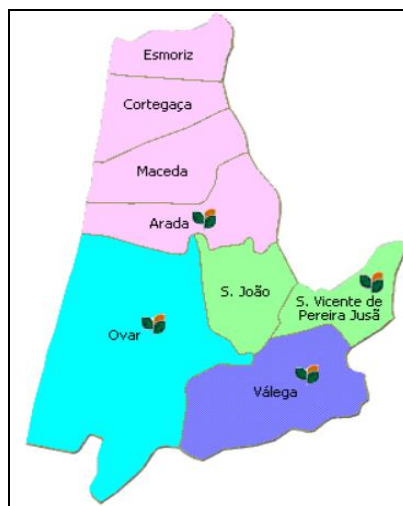 Esmoriz
Cortegaça
Maceda
Arada
S. João
S. Vicente de
Pereira Jusã
Ovar
Válega